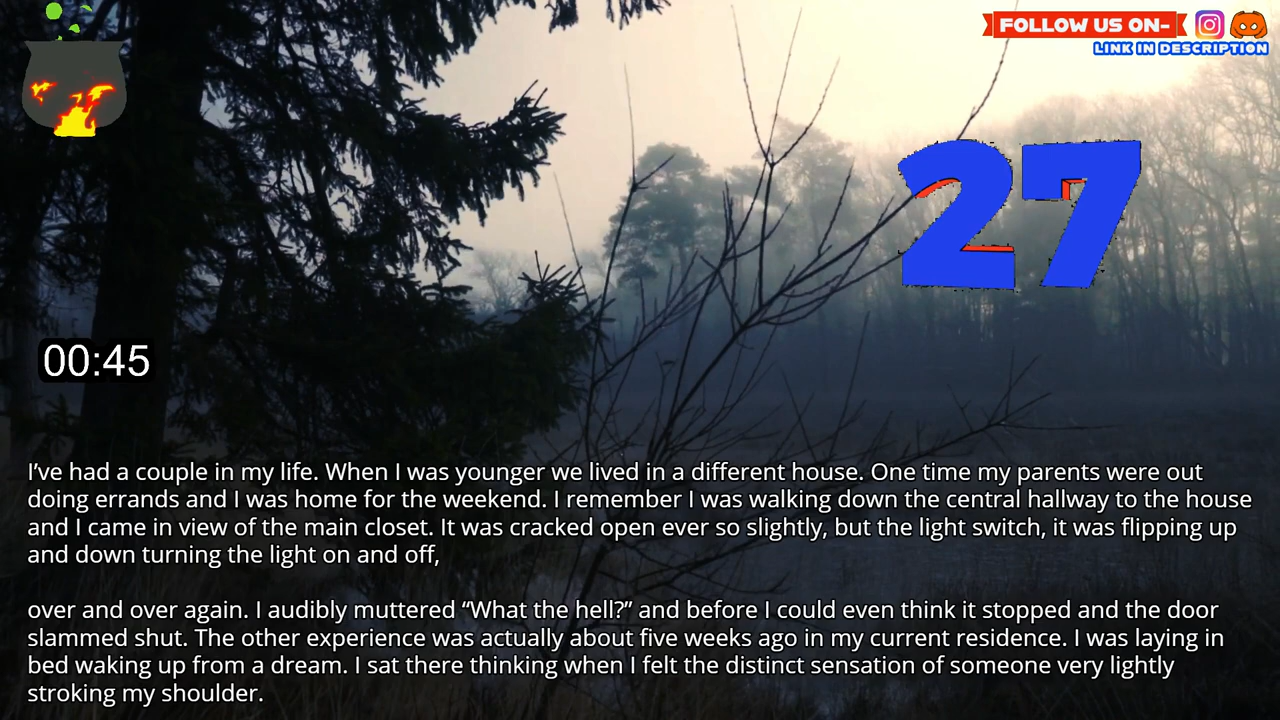 FOLLOW US ON-
LINK IN DESCRIPTION
27
00:45
I’ve had a couple in my life. When I was younger we lived in a different house. One time my parents were out
doing errands and I was home for the weekend. I remember I was walking down the central hallway to the house
and I came in view of the main closet. It was cracked open ever so slightly, but the light switch, it was flipping up
and down turning the light on and off,
over and over again. I audibly muttered “What the hell?” and before I could even think it stopped and the door
slammed shut. The other experience was actually about five weeks ago in my current residence. I was laying in
bed waking up from a dream. I sat there thinking when I felt the distinct sensation of someone very lightly
stroking my shoulder.